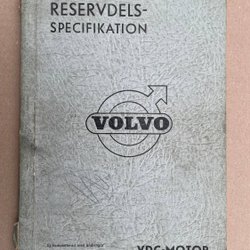 RESERVDELS-
SPECIFIKATION
VOLVO
VDC-MOTOR